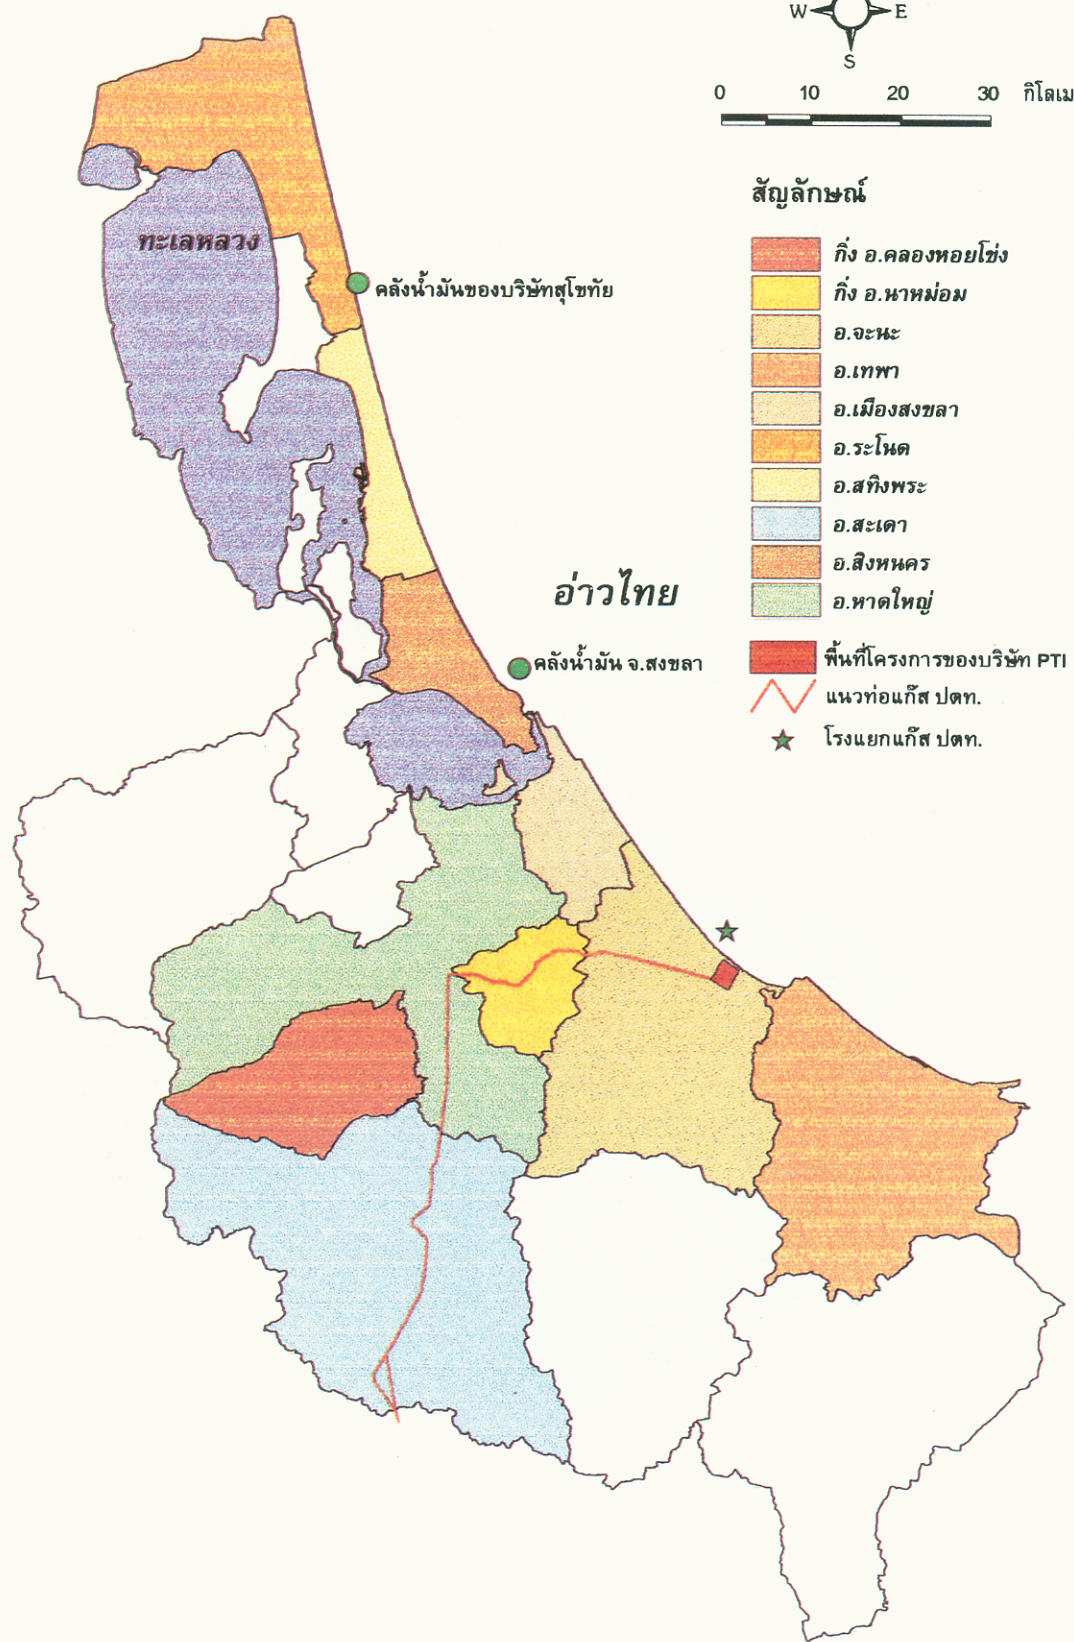 W E
S
0 10 20 30 กิโลเม
สัญลักษณ์
กิ่ง อ.คลองหอยโข่ง
กิ่ง อ.นาหม่อม
อ.จะนะ
อ.เทพา
อ.เมืองสงขลา
อ.ระโนด
อ.สทิงพระ
อ.สะเดา
อ.สิงหนคร
อ.หาดใหญ่
พื้นที่โครงการของบริษัท PTI
แนวท่อแก๊ส ปตท.
โรงแยกแก๊ส ปตท.
ทะเลหลวง
คลังน้ำมันของบริษัทสุโขทัย
อ่าวไทย
คลังน้ำมัน จ.สงขลา